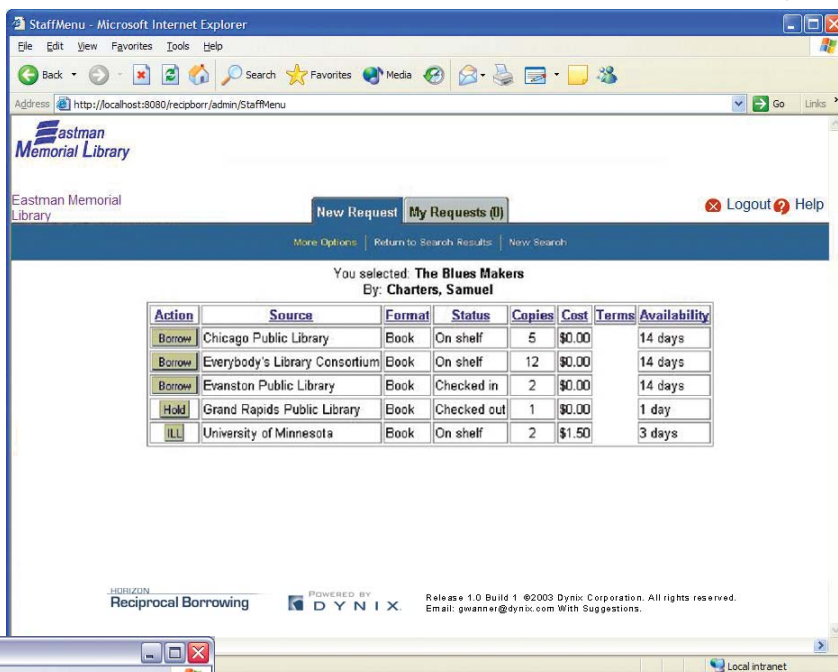 StaffMenu - Microsoft Internet Explorer
File Edit View Favorites Tools Help
Back Search Favorites Media
Address http://localhost:8080/recipborr/admin/StaffMenu Go Links
Eastman
Memorial Library
Eastman Memorial
Library
New Request My Requests (0) Logout Help
More Options | Return to Search Results | New Search
You selected: The Blues Makers
By: Charters, Samuel
Action Source Format Status Copies Cost Terms Availability
Borrow Chicago Public Library Book On shelf 5 $0.00 14 days
Borrow Everybody's Library Consortium Book On shelf 12 $0.00 14 days
Borrow Evanston Public Library Book Checked in 2 $0.00 14 days
Hold Grand Rapids Public Library Book Checked out 1 $0.00 1 day
ILL University of Minnesota Book On shelf 2 $1.50 3 days
HORIZON
Reciprocal Borrowing
POWERED BY
DYNIX
Release 1.0 Build 1 ©2003 Dynix Corporation. All rights reserved.
Email: gwanner@dynix.com With Suggestions.
Local intranet